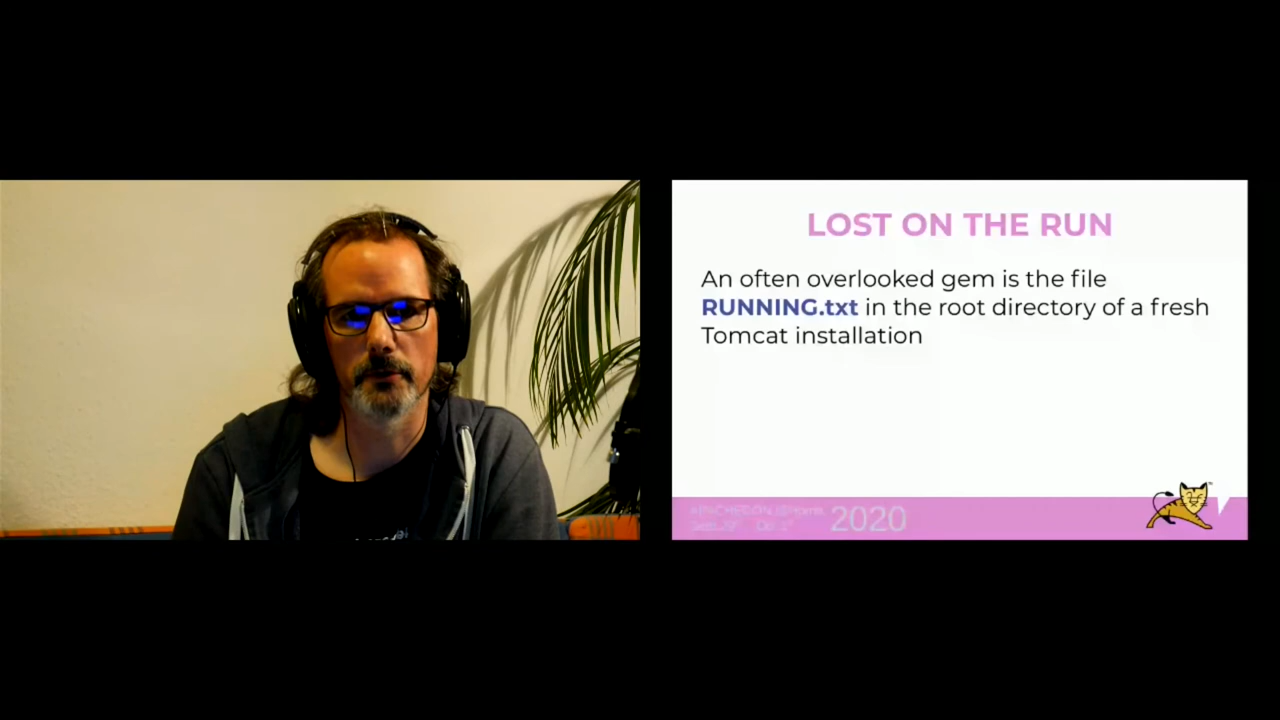 LOST ON THE RUN
An often overlooked gem is the file
RUNNING.txt in the root directory of a fresh
Tomcat installation
2020